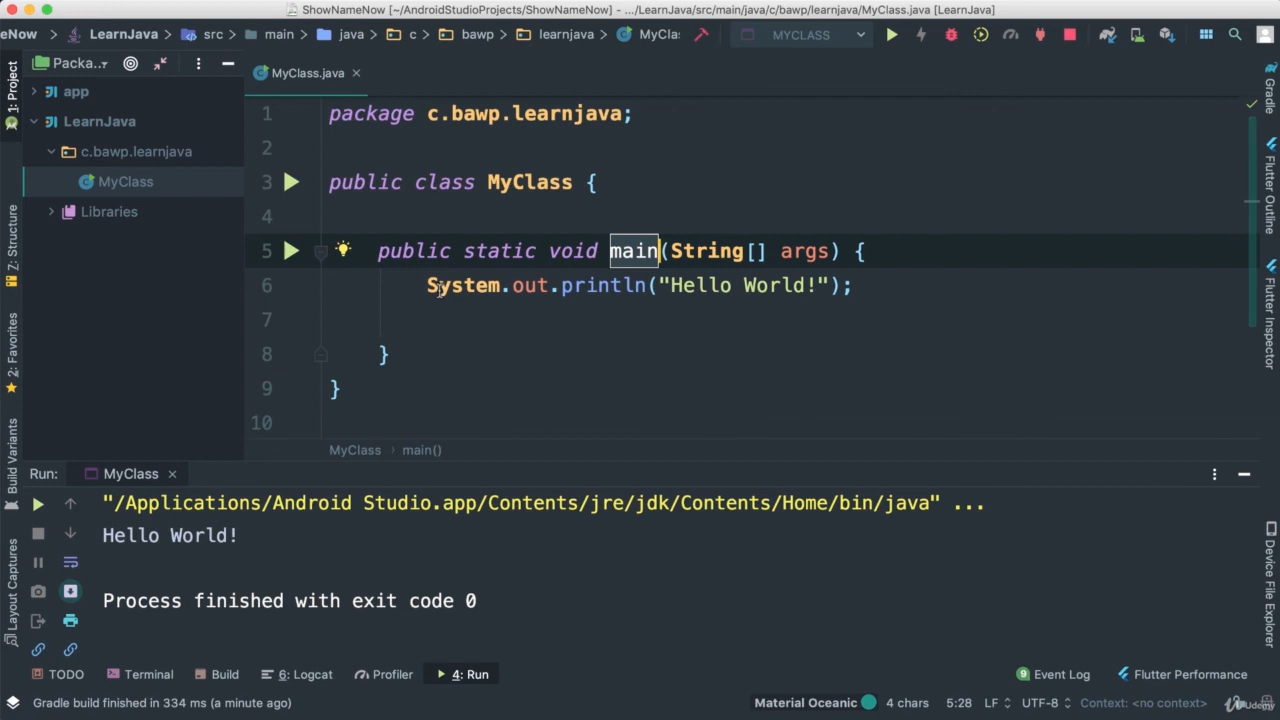 ShowNameNow [~/AndroidStudioProjects/ShowNameNow] - .../LearnJava/src/main/java/c/bawp/learnjava/MyClass.java [LearnJava]
eNow LearnJava src main java c bawp learnjava MyCla: MYCLASS
Packa..
MyClass.java
1: Project
7: Structure
2: Favorites
Build Variants
Layout Captures
app
LearnJava
c.bawp.learnjava
MyClass
Libraries
1 package c.bawp.learnjava;
2
3 public class MyClass {
4
5 public static void main(String[] args) {
6 System.out.println("Hello World!");
7
8 }
9 }
10
MyClass main()
Gradle
Flutter Outline
Flutter Inspector
Device File Explorer
Run: MyClass
"/Applications/Android Studio.app/Contents/jre/jdk/Contents/Home/bin/java" ...
Hello World!
Process finished with exit code 0
TODO Terminal Build 6: Logcat Profiler 4: Run 9 Event Log Flutter Performance
Gradle build finished in 334 ms (a minute ago) Material Oceanic 4 chars 5:28 LF UTF-8 Context: <no context>
Udemy